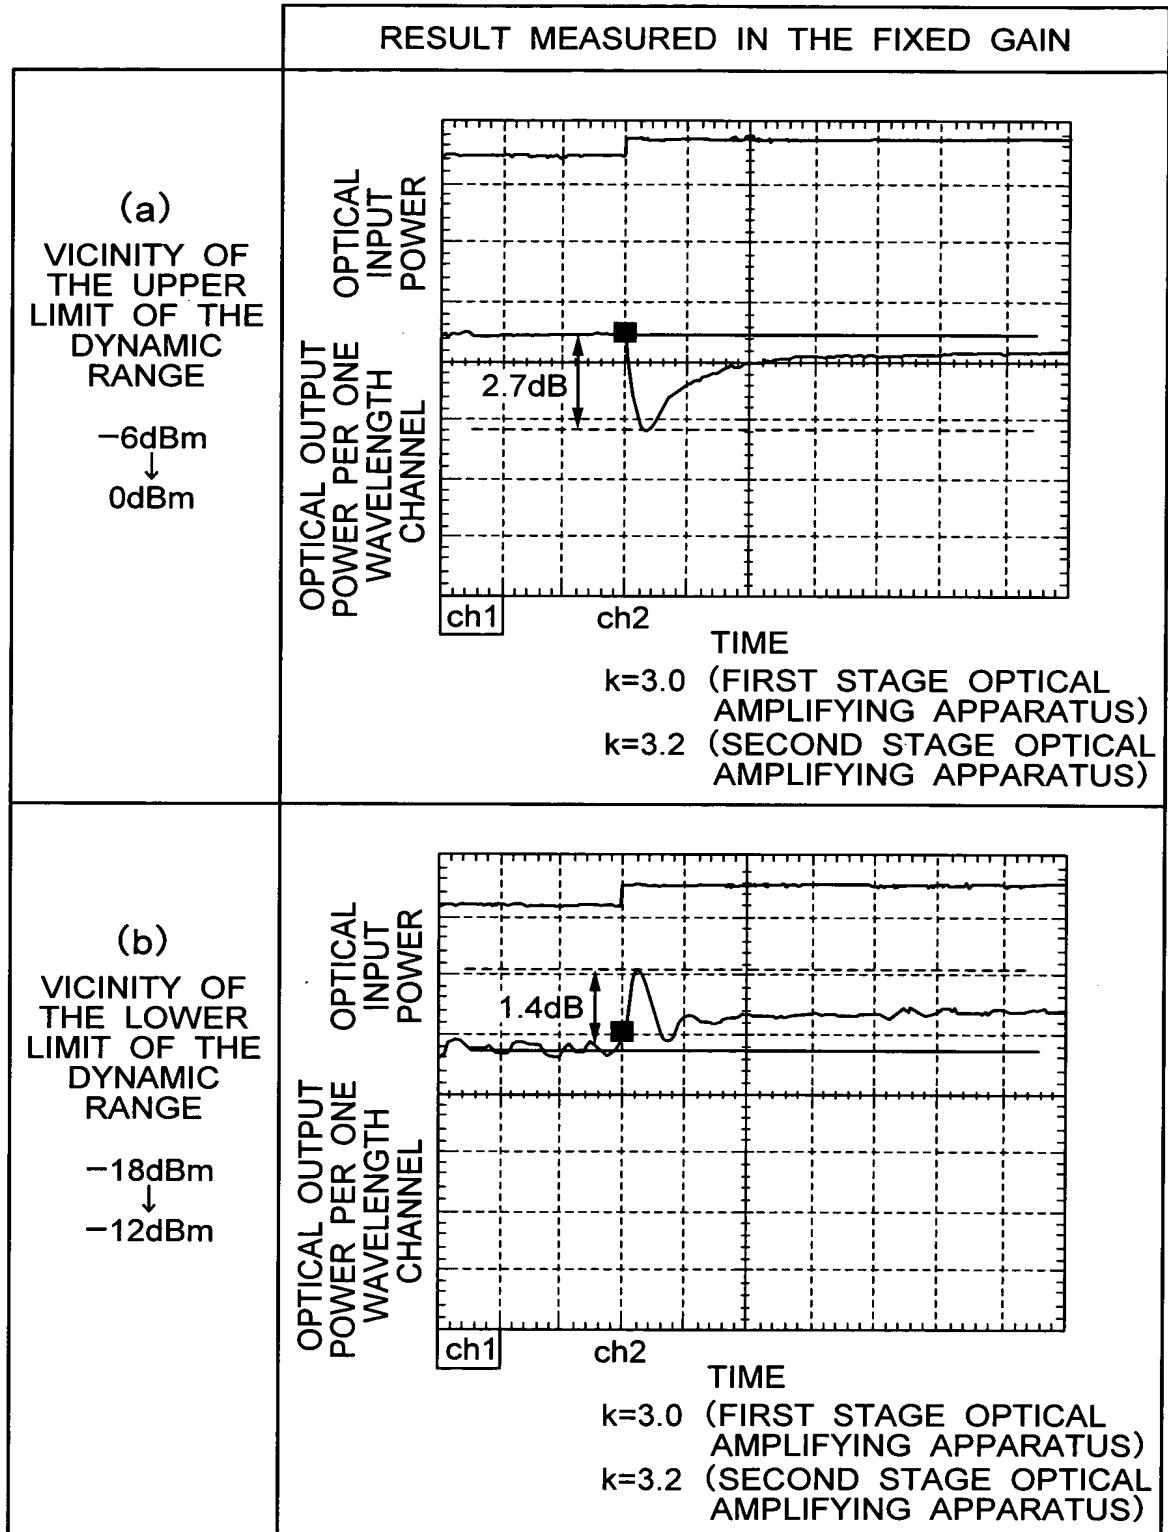 RESULT MEASURED IN THE FIXED GAIN
(a)
VICINITY OF
THE UPPER
LIMIT OF THE
DYNAMIC
RANGE
−6dBm
↓
0dBm
OPTICAL
INPUT
POWER
OPTICAL OUTPUT
POWER PER ONE
WAVELENGTH
CHANNEL
2.7dB
ch1
ch2
TIME
k=3.0 (FIRST STAGE OPTICAL
AMPLIFYING APPARATUS)
k=3.2 (SECOND STAGE OPTICAL
AMPLIFYING APPARATUS)
(b)
VICINITY OF
THE LOWER
LIMIT OF THE
DYNAMIC
RANGE
−18dBm
↓
−12dBm
OPTICAL
INPUT
POWER
OPTICAL OUTPUT
POWER PER ONE
WAVELENGTH
CHANNEL
1.4dB
ch1
ch2
TIME
k=3.0 (FIRST STAGE OPTICAL
AMPLIFYING APPARATUS)
k=3.2 (SECOND STAGE OPTICAL
AMPLIFYING APPARATUS)